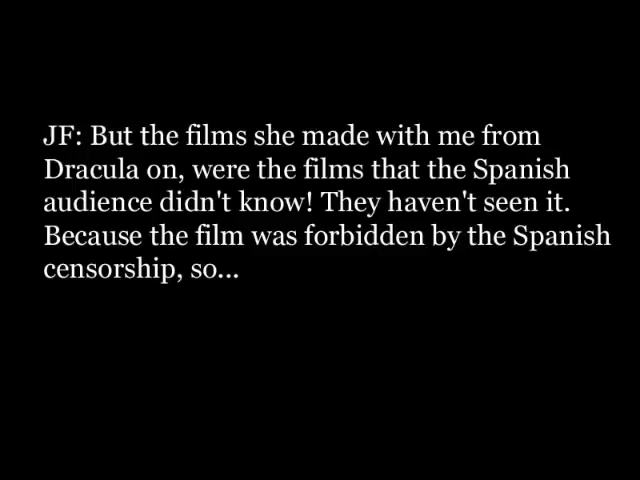 JF: But the films she made with me from
Dracula on, were the films that the Spanish
audience didn't know! They haven't seen it.
Because the film was forbidden by the Spanish
censorship, so...